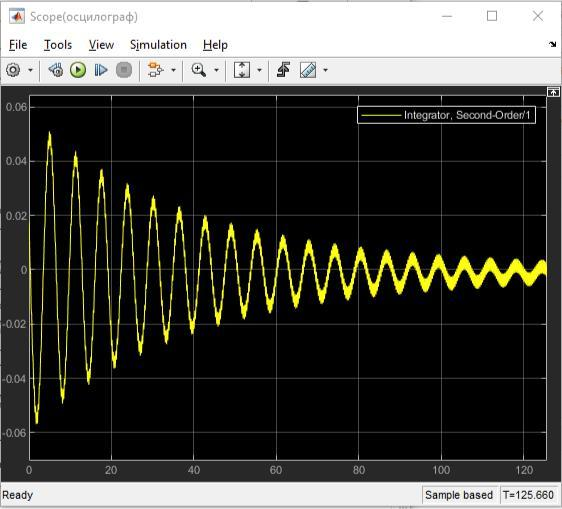 Scope(осцилограф)
File Tools View Simulation Help
Integrator, Second-Order/1
0.06
0.04
0.02
0
-0.02
-0.04
-0.06
0 20 40 60 80 100 120
Ready Sample based T=125.660